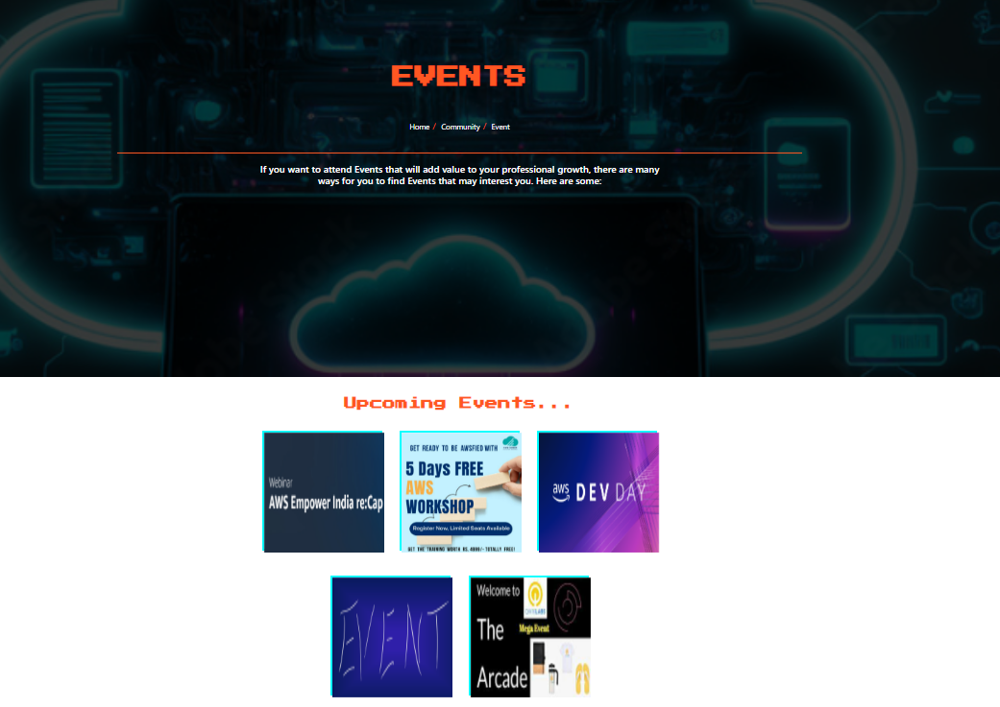 EVENTS
Home / Community / Event
If you want to attend Events that will add value to your professional growth, there are many
ways for you to find Events that may interest you. Here are some:
Upcoming Events...
Webinar
AWS Empower India re:Cap
GET READY TO BE AWSFIED WITH
5 Days FREE
AWS
WORKSHOP
Register Now, Limited Seats Available
GET THE TRAINING WORTH RS. 4999/- TOTALLY FREE!
aws DEV DAY
EVENT
Welcome to
The
Arcade
Mega Event